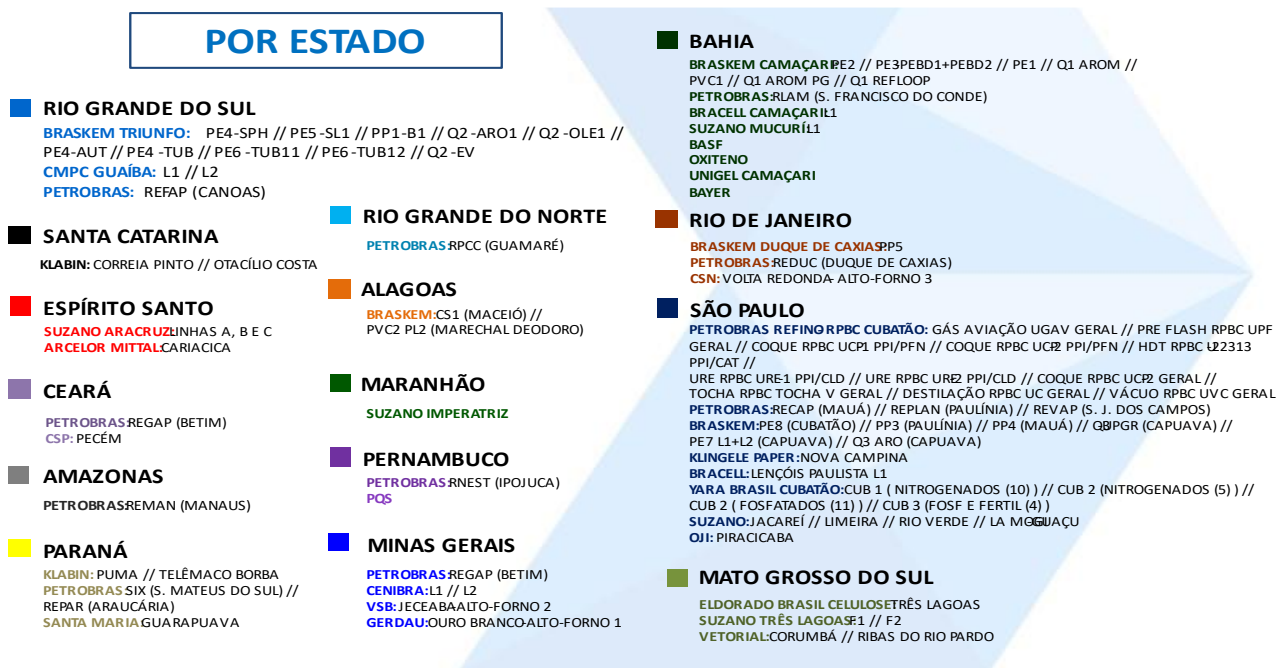 POR ESTADO
RIO GRANDE DO SUL
BRASKEM TRIUNFO: PE4-SPH // PE5-SL1 // PP1-B1 // Q2-ARO1 // Q2-OLE1 //
PE4-AUT // PE4-TUB // PE6-TUB11 // PE6-TUB12 // Q2-EV
CMPC GUAÍBA: L1 // L2
PETROBRAS: REFAP (CANOAS)
SANTA CATARINA
KLABIN: CORREIA PINTO // OTACÍLIO COSTA
ESPÍRITO SANTO
SUZANO ARACRUZ: LINHAS A, B E C
ARCELOR MITTAL: CARIACICA
CEARÁ
PETROBRAS: REGAP (BETIM)
CSP: PECÉM
AMAZONAS
PETROBRAS: REMAN (MANAUS)
PARANÁ
KLABIN: PUMA // TELÊMACO BORBA
PETROBRAS: SIX (S. MATEUS DO SUL) //
REPAR (ARAUCÁRIA)
SANTA MARIA: GUARAPUAVA
RIO GRANDE DO NORTE
PETROBRAS: RPCC (GUAMARÉ)
ALAGOAS
BRASKEM: CS1 (MACEIÓ) //
PVC2 PL2 (MARECHAL DEODORO)
MARANHÃO
SUZANO IMPERATRIZ
PERNAMBUCO
PETROBRAS: RNEST (IPOJUCA)
PQS
MINAS GERAIS
PETROBRAS: REGAP (BETIM)
CENIBRA: L1 // L2
VSB: JECEABA-ALTO-FORNO 2
GERDAU: OURO BRANCO-ALTO-FORNO 1
BAHIA
BRASKEM CAMAÇARI: PE2 // PE3-PEBD1+PEBD2 // PE1 // Q1 AROM //
PVC1 // Q1 AROM PG // Q1 REFLOOP
PETROBRAS: RLAM (S. FRANCISCO DO CONDE)
BRACELL CAMAÇARI: L1
SUZANO MUCURÍ: L1
BASF
OXITENO
UNIGEL CAMAÇARI
BAYER
RIO DE JANEIRO
BRASKEM DUQUE DE CAXIAS: PP5
PETROBRAS: REDUC (DUQUE DE CAXIAS)
CSN: VOLTA REDONDA- ALTO-FORNO 3
SÃO PAULO
PETROBRAS REFINO-RPBC CUBATÃO: GÁS AVIAÇÃO UGAV GERAL // PRE FLASH RPBC UPF
GERAL // COQUE RPBC UCP1 PPI/PFN // COQUE RPBC UCP2 PPI/PFN // HDT RPBC U-22313
PPI/CAT //
URE RPBC URE-1 PPI/CLD // URE RPBC URE-2 PPI/CLD // COQUE RPBC UCP2 GERAL //
TOCHA RPBC TOCHA V GERAL // DESTILAÇÃO RPBC UC GERAL // VÁCUO RPBC UVC GERAL
PETROBRAS: RECAP (MAUÁ) // REPLAN (PAULÍNIA) // REVAP (S. J. DOS CAMPOS)
BRASKEM: PE8 (CUBATÃO) // PP3 (PAULÍNIA) // PP4 (MAUÁ) // UPGR (CAPUAVA) //
PE7 L1+L2 (CAPUAVA) // Q3 ARO (CAPUAVA)
KLINGELE PAPER: NOVA CAMPINA
BRACELL: LENÇÓIS PAULISTA L1
YARA BRASIL CUBATÃO: CUB 1 ( NITROGENADOS (10) ) // CUB 2 (NITROGENADOS (5) ) //
CUB 2 ( FOSFATADOS (11) ) // CUB 3 (FOSF E FERTIL (4) )
SUZANO: JACAREÍ // LIMEIRA // RIO VERDE // LA MOGI-GUAÇU
OJI: PIRACICABA
MATO GROSSO DO SUL
ELDORADO BRASIL CELULOSE: TRÊS LAGOAS
SUZANO TRÊS LAGOAS: F1 // F2
VETORIAL: CORUMBÁ // RIBAS DO RIO PARDO